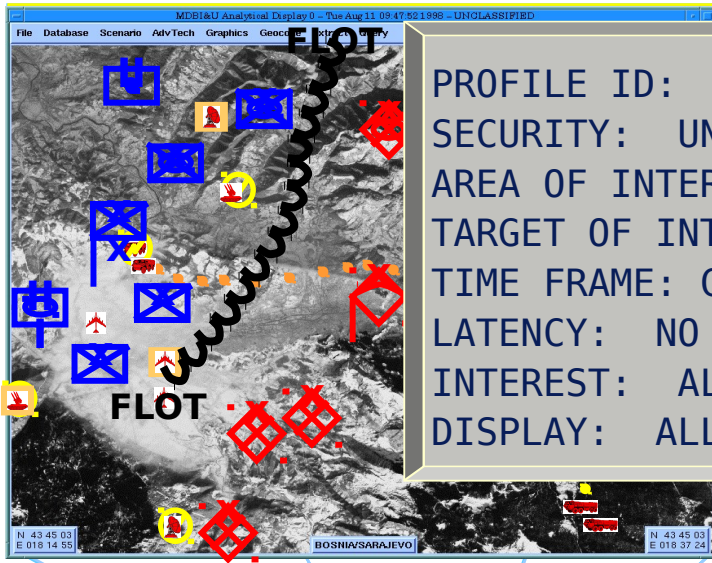 MDBI&U Analytical Display 0 – Tue Aug 11 09:47:52 1998 – UNCLASSIFIED
File Database Scenario AdvTech Graphics
FLOT
PROFILE ID:
SECURITY: UN
AREA OF INTER
TARGET OF INT
TIME FRAME:
LATENCY: NO
INTEREST: AL
DISPLAY: ALL
FLOT
N 43 45 03
E 018 14 55
BOSNIA/SARAJEVO
N 43 45 03
E 018 37 24